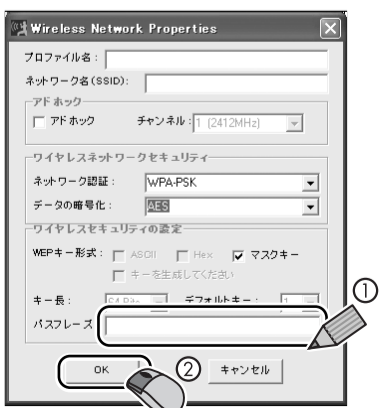 Wireless Network Properties
プロファイル名:
ネットワーク名(SSID):
アドホック
アドホック チャンネル: 1 (2412MHz)
ワイヤレスネットワークセキュリティ
ネットワーク認証: WPA-PSK
データの暗号化: AES
ワイヤレスセキュリティの設定
WEPキー形式: ASCII Hex マスクキー
キーを生成してください
キー長: 64 Bits デフォルトキー: 1
パスフレーズ
①
OK ② キャンセル